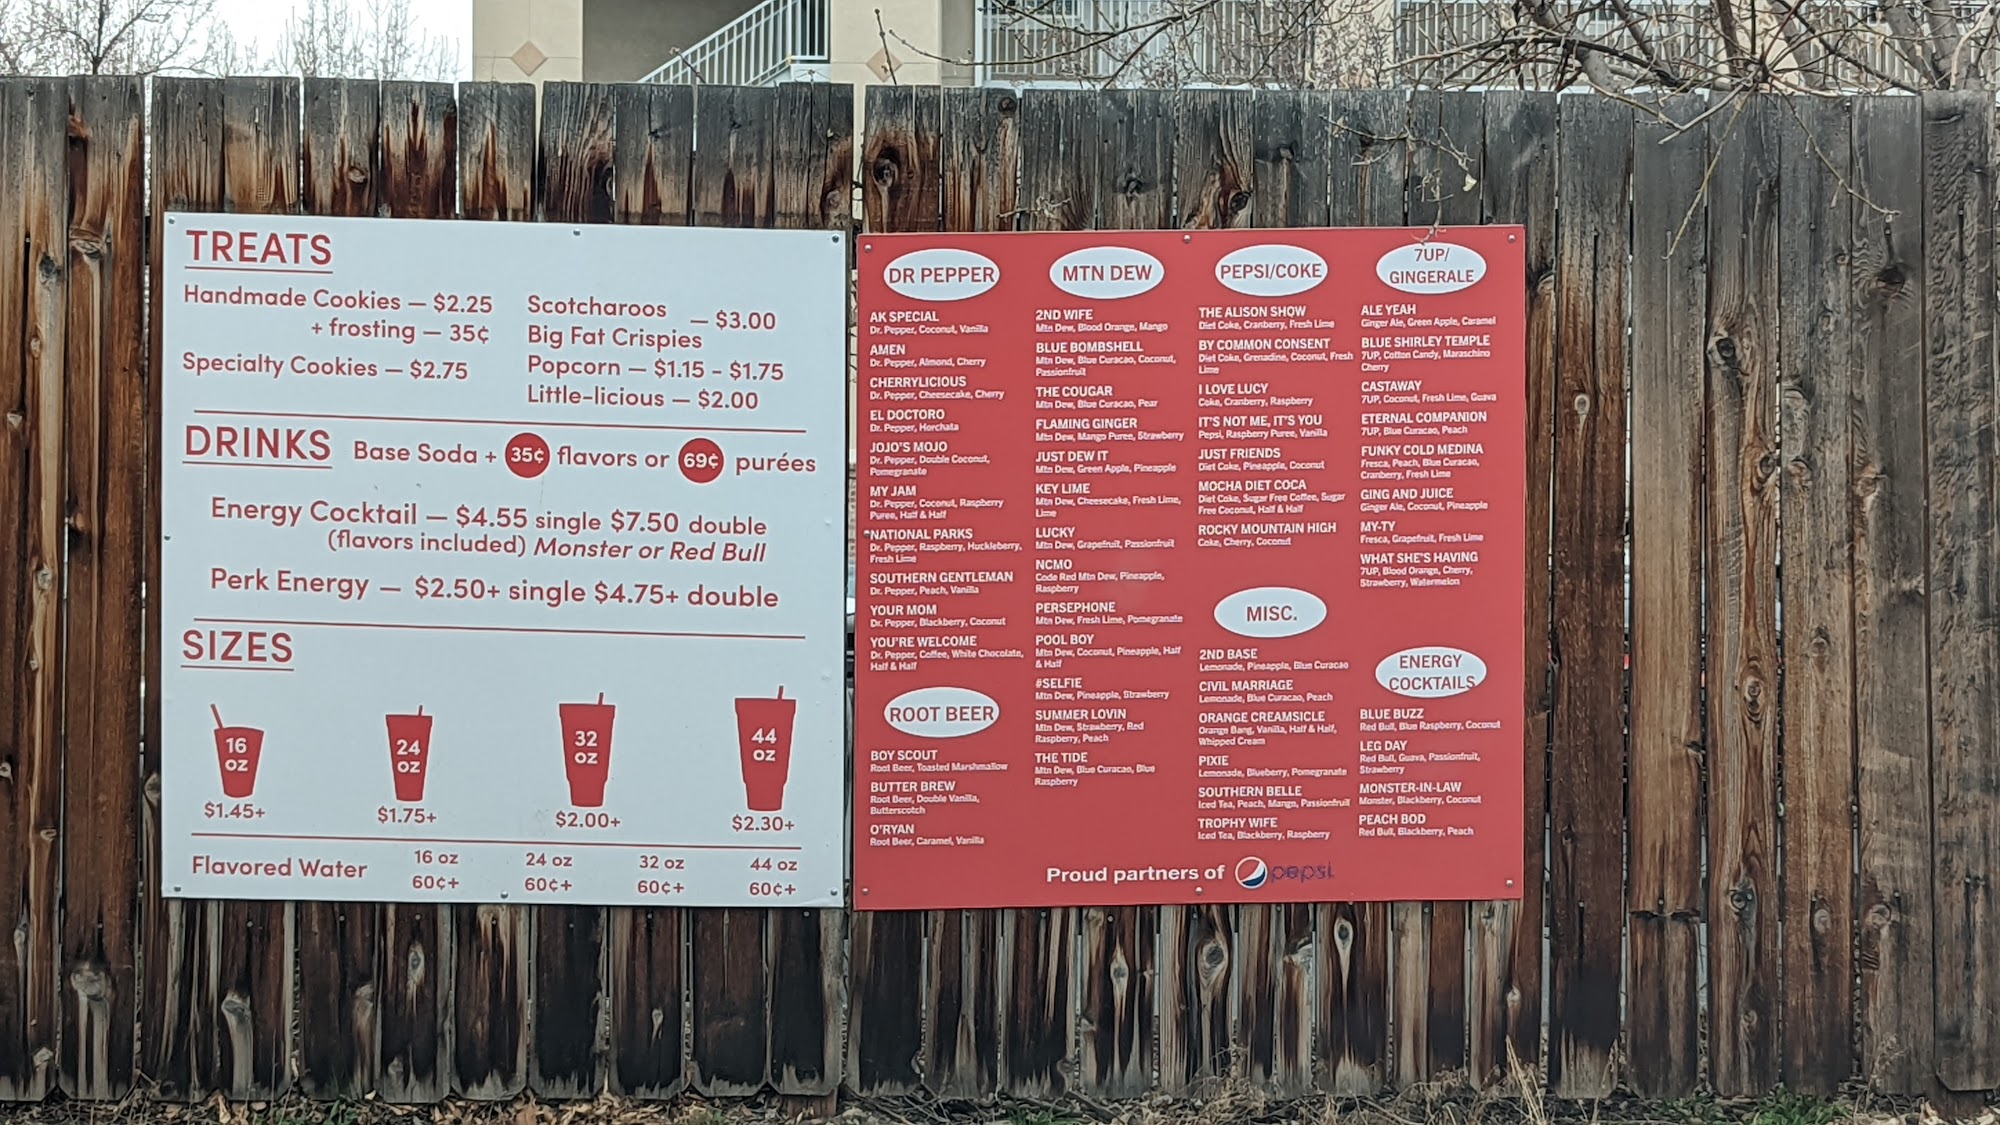 TREATS
Handmade Cookies — $2.25
+ frosting — 35¢
Specialty Cookies — $2.75
Scotcharoos
Big Fat Crispies
— $3.00
Popcorn — $1.15 - $1.75
Little-licious — $2.00
DRINKS Base Soda + 35¢ flavors or 69¢ purées
Energy Cocktail — $4.55 single $7.50 double
(flavors included) Monster or Red Bull
Perk Energy — $2.50+ single $4.75+ double
SIZES
16
oz
$1.45+
24
oz
$1.75+
32
oz
$2.00+
44
oz
$2.30+
Flavored Water
16 oz 24 oz 32 oz 44 oz
60¢+ 60¢+ 60¢+ 60¢+
DR PEPPER
AK SPECIAL
Dr. Pepper, Coconut, Vanilla
AMEN
Dr. Pepper, Almond, Cherry
CHERRYLICIOUS
Dr. Pepper, Cheesecake, Cherry
EL DOCTORO
Dr. Pepper, Horchata
JOJO'S MOJO
Dr. Pepper, Double Coconut,
Pomegranate
MY JAM
Dr. Pepper, Coconut, Raspberry
Puree, Half & Half
*NATIONAL PARKS
Dr. Pepper, Raspberry, Huckleberry,
Fresh Lime
SOUTHERN GENTLEMAN
Dr. Pepper, Peach, Vanilla
YOUR MOM
Dr. Pepper, Blackberry, Coconut
YOU'RE WELCOME
Dr. Pepper, Coffee, White Chocolate,
Half & Half
ROOT BEER
BOY SCOUT
Root Beer, Toasted Marshmallow
BUTTER BREW
Root Beer, Double Vanilla,
Butterscotch
O'RYAN
Root Beer, Caramel, Vanilla
MTN DEW
2ND WIFE
Mtn Dew, Blood Orange, Mango
BLUE BOMBSHELL
Mtn Dew, Blue Curacao, Coconut,
Passionfruit
THE COUGAR
Mtn Dew, Blue Curacao, Pear
FLAMING GINGER
Mtn Dew, Mango Puree, Strawberry
JUST DEW IT
Mtn Dew, Green Apple, Pineapple
KEY LIME
Mtn Dew, Cheesecake, Fresh Lime,
Lime
LUCKY
Mtn Dew, Grapefruit, Passionfruit
NCMO
Code Red Mtn Dew, Pineapple,
Raspberry
PERSEPHONE
Mtn Dew, Fresh Lime, Pomegranate
POOL BOY
Mtn Dew, Coconut, Pineapple, Half
& Half
#SELFIE
Mtn Dew, Pineapple, Strawberry
SUMMER LOVIN
Mtn Dew, Strawberry, Red
Raspberry, Peach
THE TIDE
Mtn Dew, Blue Curacao, Blue
Raspberry
PEPSI/COKE
THE ALISON SHOW
Diet Coke, Cranberry, Fresh Lime
BY COMMON CONSENT
Diet Coke, Grenadine, Coconut, Fresh
Lime
I LOVE LUCY
Coke, Cranberry, Raspberry
IT'S NOT ME, IT'S YOU
Pepsi, Raspberry Puree, Vanilla
JUST FRIENDS
Diet Coke, Pineapple, Coconut
MOCHA DIET COCA
Diet Coke, Sugar Free Coffee, Sugar
Free Coconut, Half & Half
ROCKY MOUNTAIN HIGH
Coke, Cherry, Coconut
MISC.
2ND BASE
Lemonade, Pineapple, Blue Curacao
CIVIL MARRIAGE
Lemonade, Blue Curacao, Peach
ORANGE CREAMSICLE
Orange Bang, Vanilla, Half & Half,
Whipped Cream
PIXIE
Lemonade, Blueberry, Pomegranate
SOUTHERN BELLE
Iced Tea, Peach, Mango, Passionfruit
TROPHY WIFE
Iced Tea, Blackberry, Raspberry
7UP/
GINGERALE
ALE YEAH
Ginger Ale, Green Apple, Caramel
BLUE SHIRLEY TEMPLE
7UP, Cotton Candy, Maraschino
Cherry
CASTAWAY
7UP, Coconut, Fresh Lime, Guava
ETERNAL COMPANION
7UP, Blue Curacao, Peach
FUNKY COLD MEDINA
Fresca, Peach, Blue Curacao,
Cranberry, Fresh Lime
GING AND JUICE
Ginger Ale, Coconut, Pineapple
MY-TY
Fresca, Grapefruit, Fresh Lime
WHAT SHE'S HAVING
7UP, Blood Orange, Cherry,
Strawberry, Watermelon
ENERGY
COCKTAILS
BLUE BUZZ
Red Bull, Blue Raspberry, Coconut
LEG DAY
Red Bull, Guava, Passionfruit,
Strawberry
MONSTER-IN-LAW
Monster, Blackberry, Coconut
PEACH BOD
Red Bull, Blackberry, Peach
Proud partners of pepsi